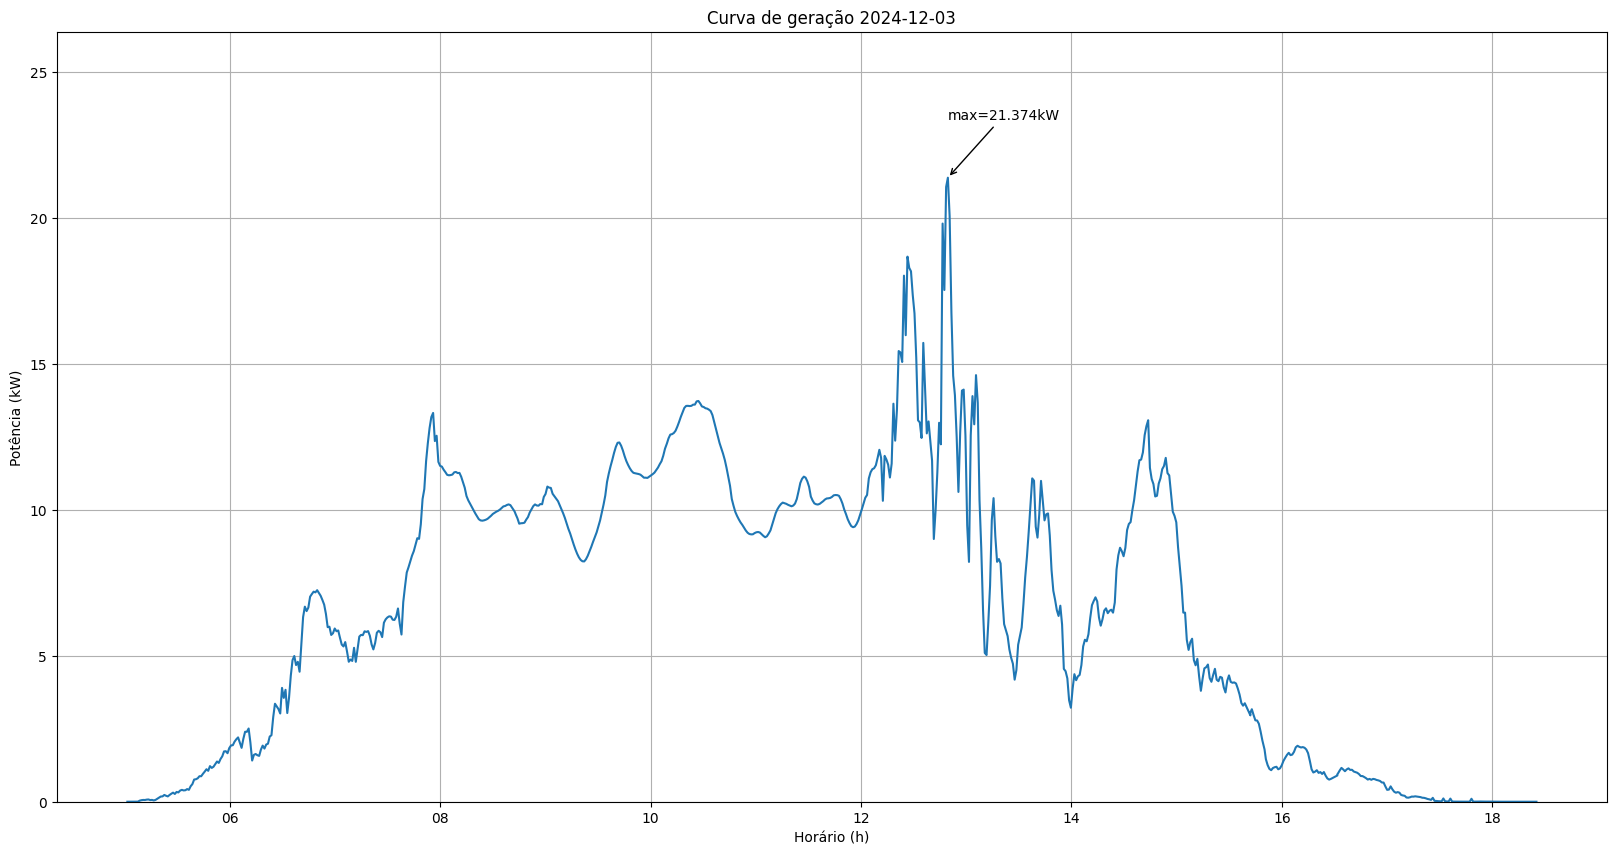 Curva de geração 2024-12-03
max=21.374kW
Potência (kW)
25
20
15
10
5
0
06 08 10 12 14 16 18
Horário (h)